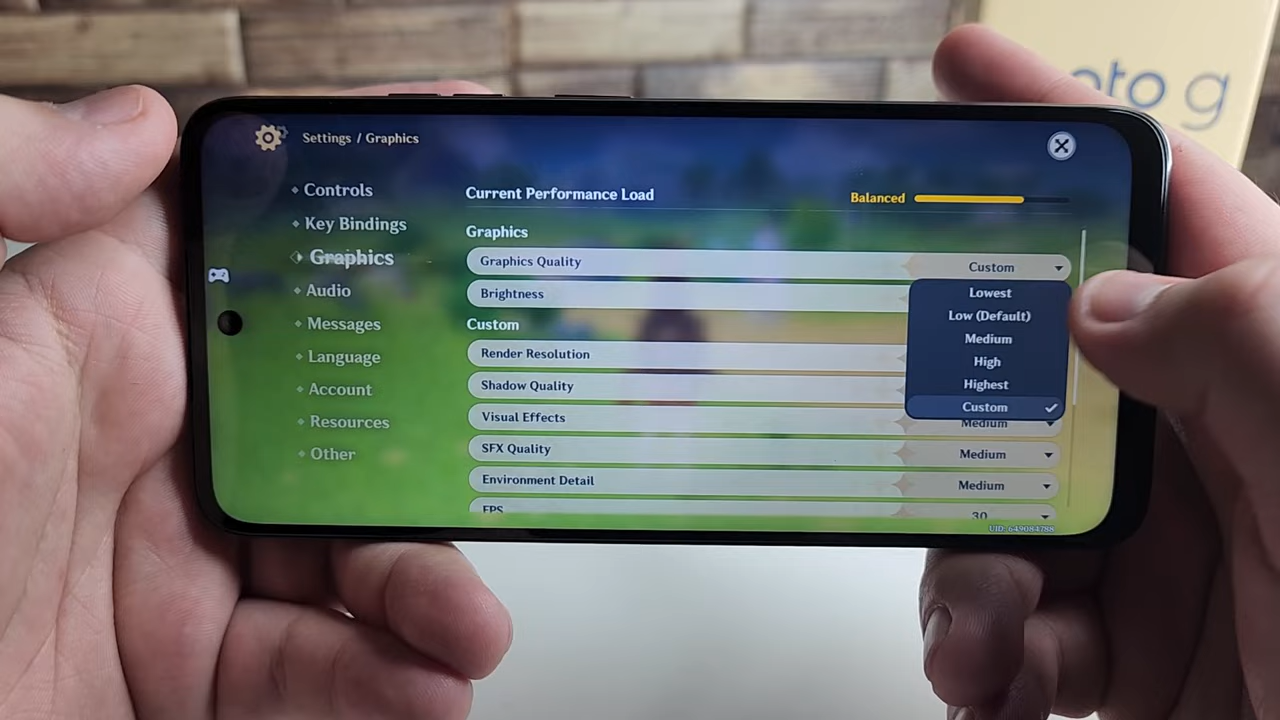 oto g
Settings / Graphics
Controls
Key Bindings
Graphics
Audio
Messages
Language
Account
Resources
Other
Current Performance Load
Balanced
Graphics
Graphics Quality
Custom
Brightness
Lowest
Low (Default)
Medium
High
Highest
Custom
Custom
Render Resolution
Shadow Quality
Visual Effects
Medium
SFX Quality
Medium
Environment Detail
Medium
FPS
30
UID: 649084788